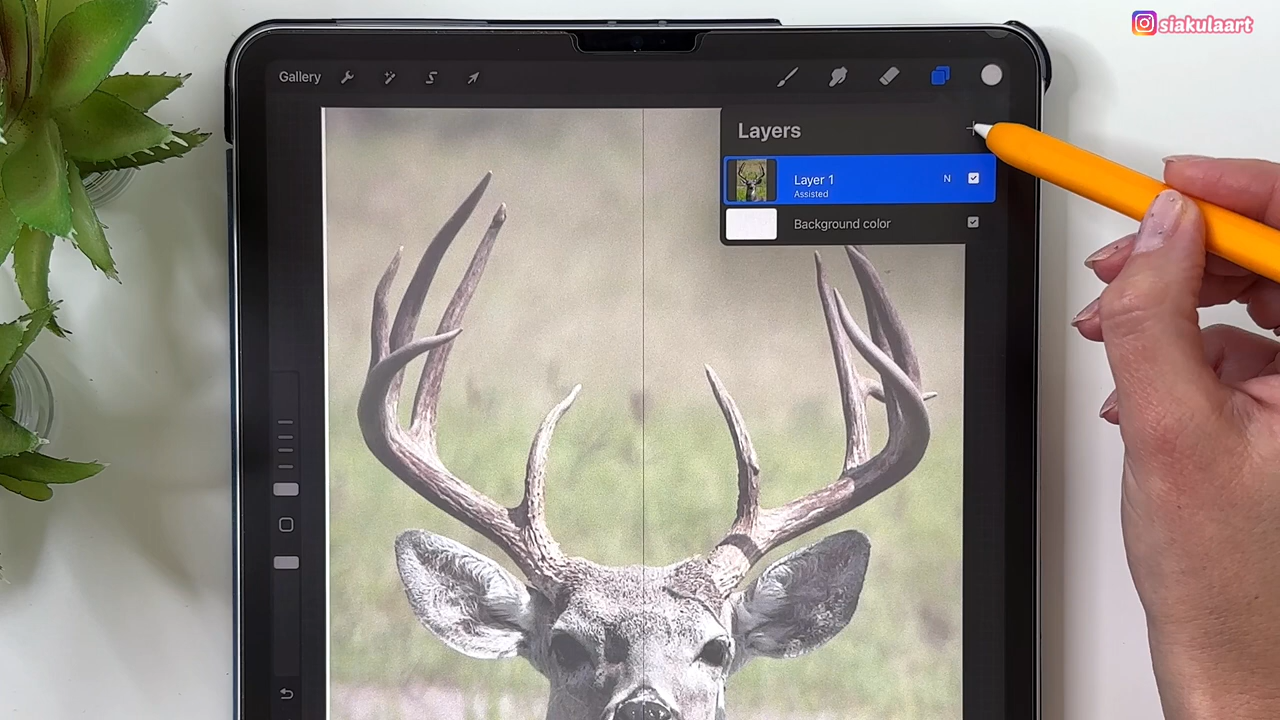 siakulaart
Gallery
Layers
Layer 1
N
Assisted
Background color